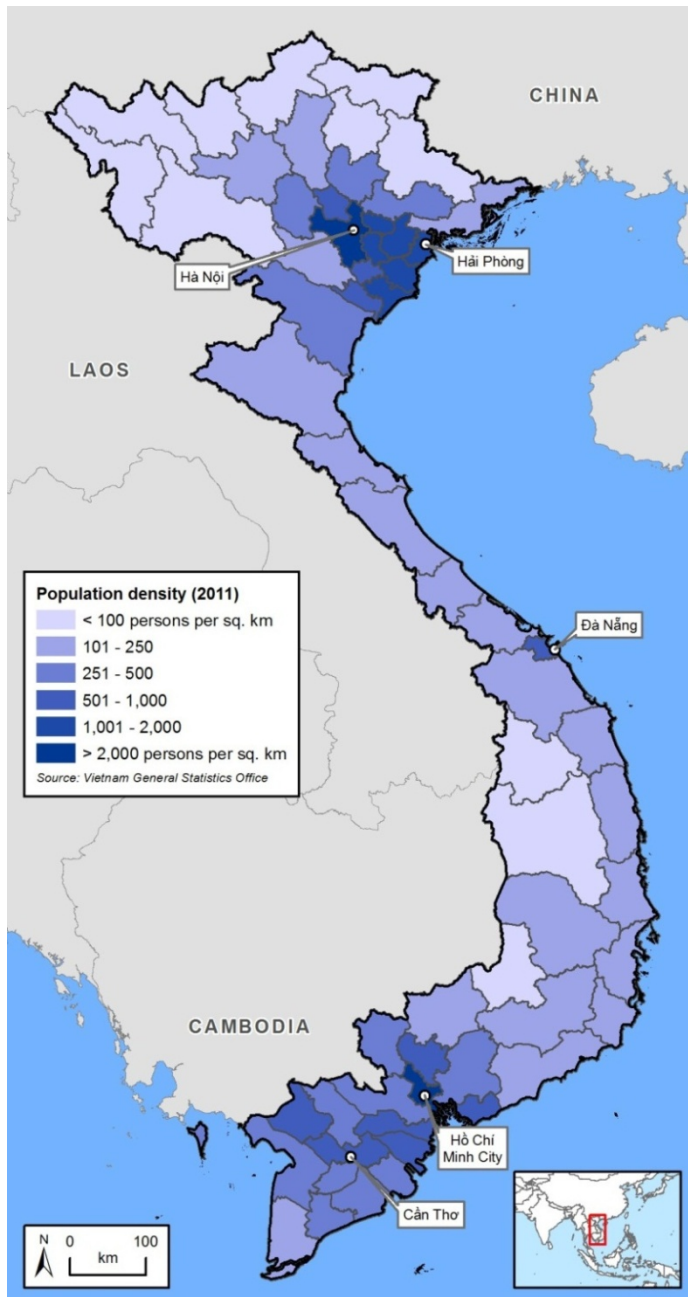 CHINA
Hà Nội
Hải Phòng
LAOS
Population density (2011)
< 100 persons per sq. km
101 - 250
251 - 500
501 - 1,000
1,001 - 2,000
> 2,000 persons per sq. km
Source: Vietnam General Statistics Office
Đà Nẵng
CAMBODIA
Hồ Chí
Minh City
Cần Thơ
N
0 100
km